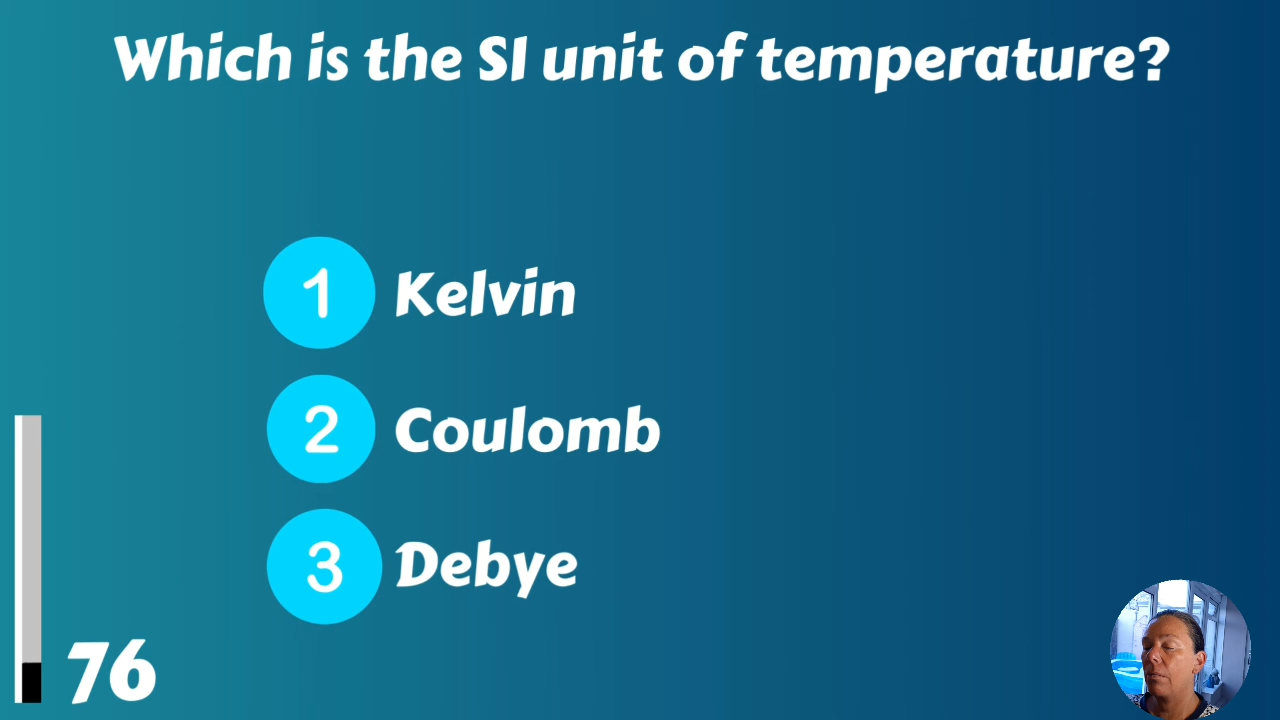 Which is the SI unit of temperature?
1 Kelvin
2 Coulomb
3 Debye
76